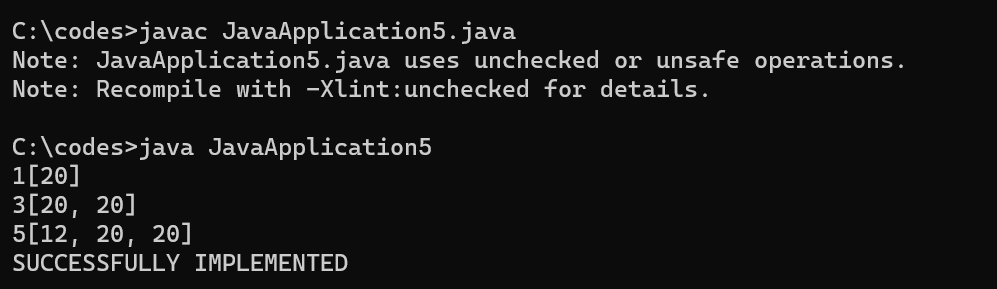 C:\codes>javac JavaApplication5.java
Note: JavaApplication5.java uses unchecked or unsafe operations.
Note: Recompile with -Xlint:unchecked for details.
C:\codes>java JavaApplication5
1[20]
3[20, 20]
5[12, 20, 20]
SUCCESSFULLY IMPLEMENTED